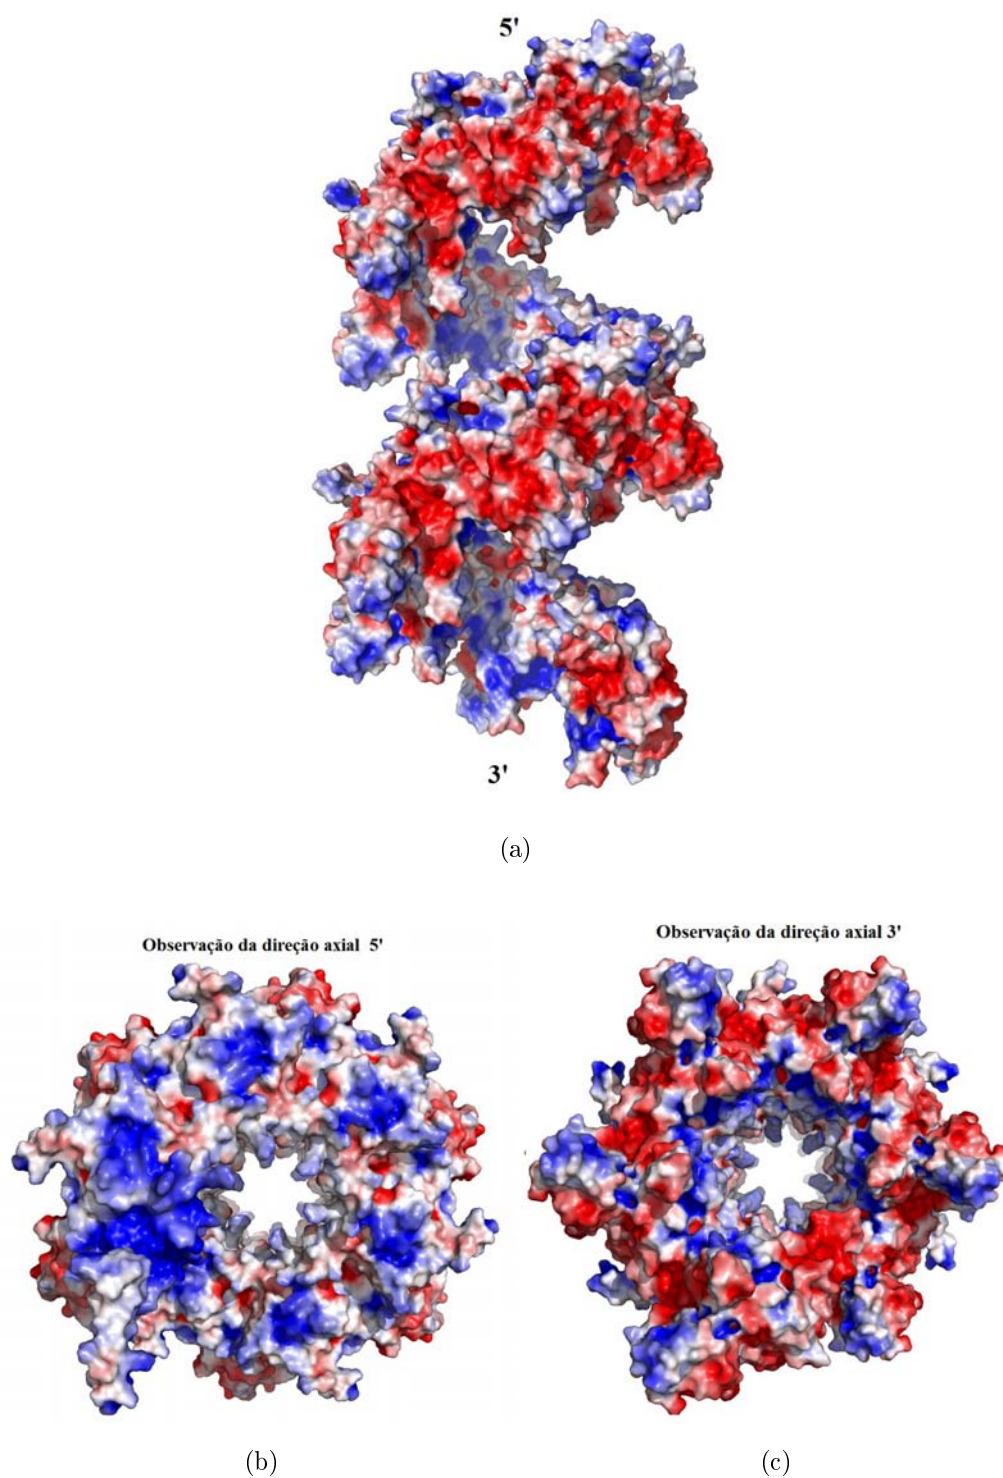 5'
3'
(a)
Observação da direção axial 5'
Observação da direção axial 3'
(b)
(c)